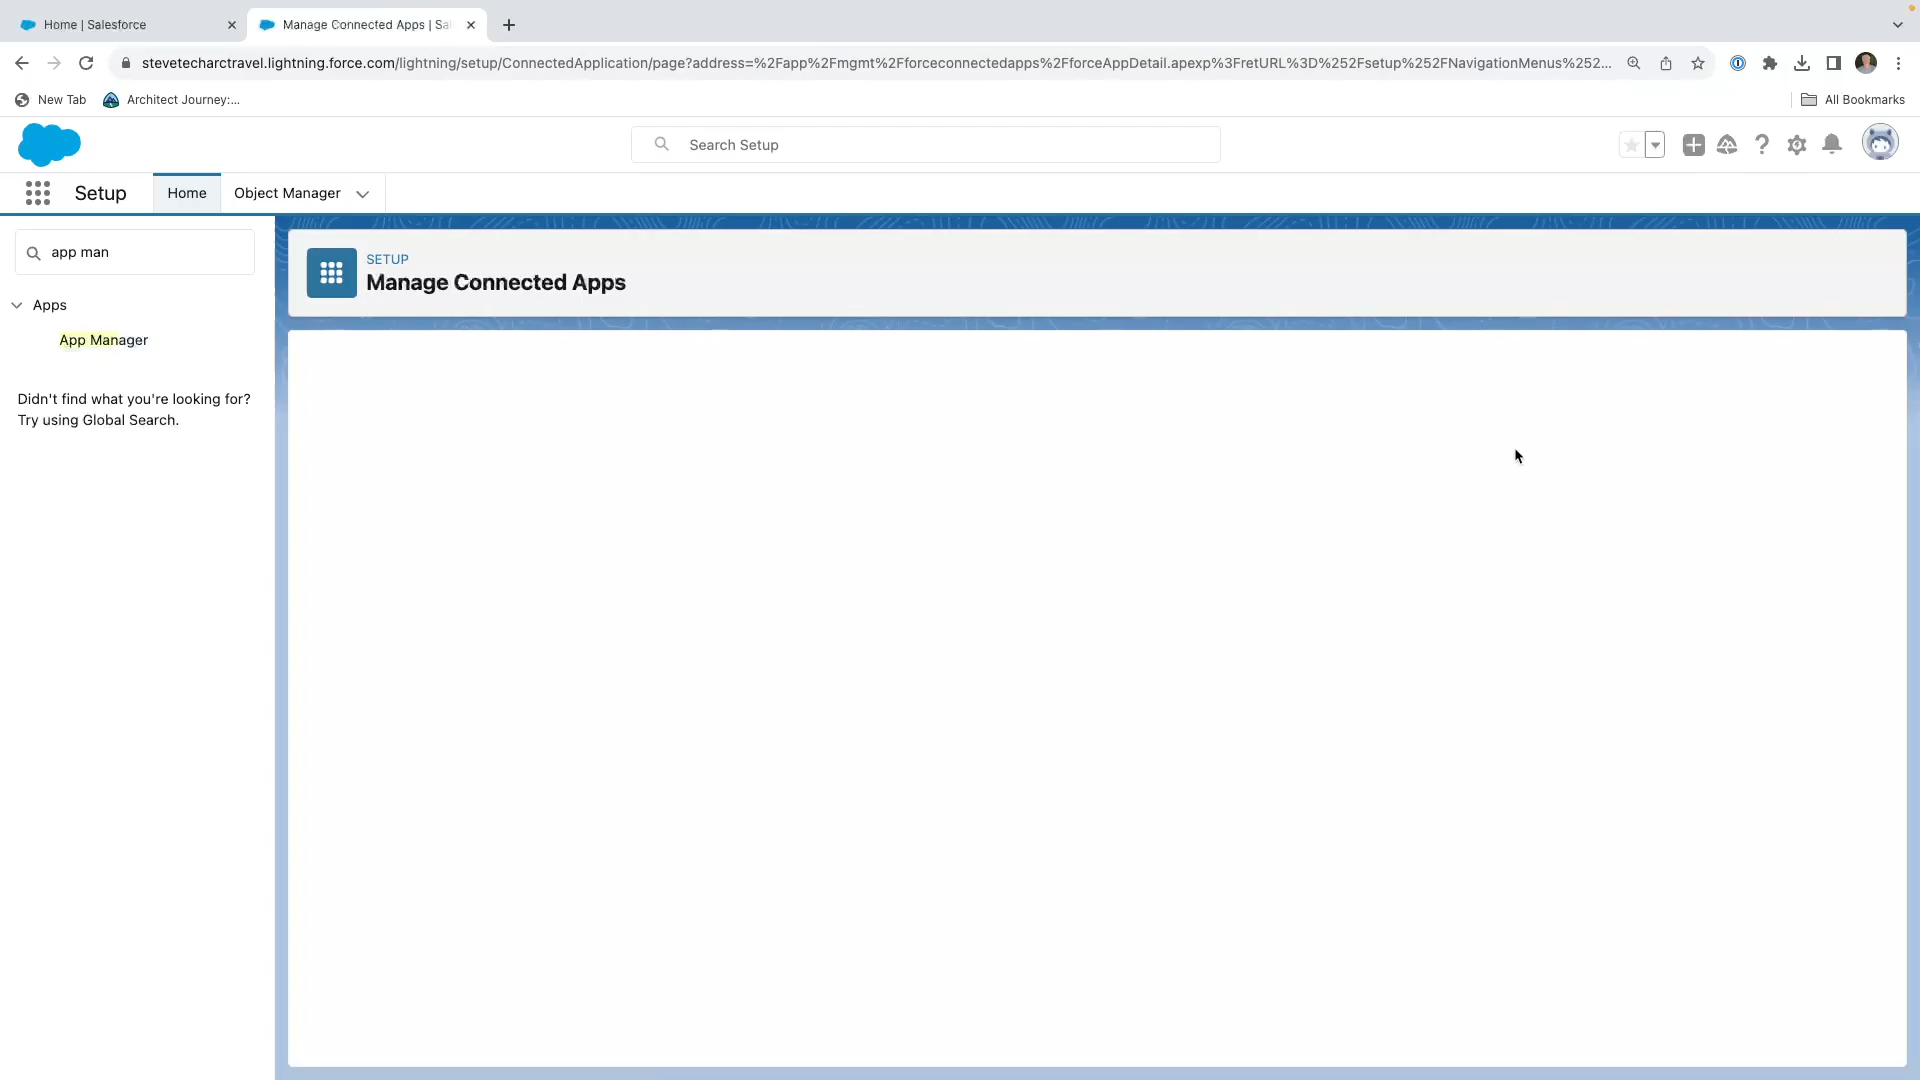 Home | Salesforce
Manage Connected Apps | Sa
stevetecharctravel.lightning.force.com/lightning/setup/ConnectedApplication/page?address=%2Fapp%2Fmgmt%2Fforceconnectedapps%2FforceAppDetail.apexp%3FretURL%3D%252Fsetup%252FNavigationMenus%252...
New Tab
Architect Journey:...
All Bookmarks
Search Setup
Setup
Home
Object Manager
app man
SETUP
Manage Connected Apps
Apps
App Manager
Didn't find what you're looking for?
Try using Global Search.